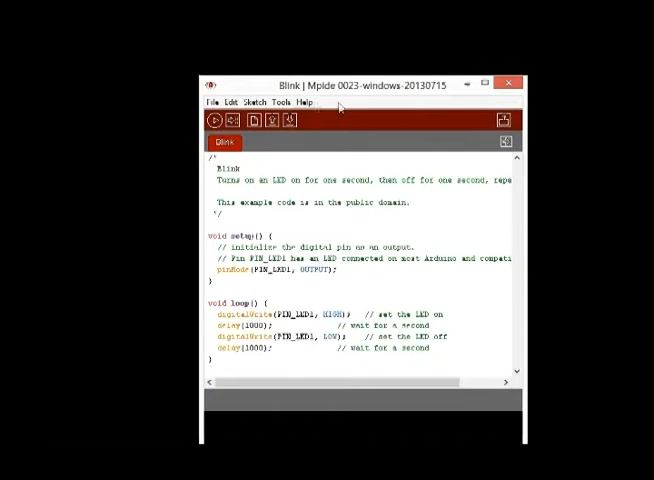 Blink | Mpide 0023-windows-20130715
File Edit Sketch Tools Help
Blink
/*
Blink
Turns on an LED on for one second, then off for one second, repe
This example code is in the public domain.
*/
void setup() {
// initialize the digital pin as an output.
// Pin PIN_LED1 has an LED connected on most Arduino and compati
pinMode(PIN_LED1, OUTPUT);
}
void loop() {
digitalWrite(PIN_LED1, HIGH); // set the LED on
delay(1000); // wait for a second
digitalWrite(PIN_LED1, LOW); // set the LED off
delay(1000); // wait for a second
}